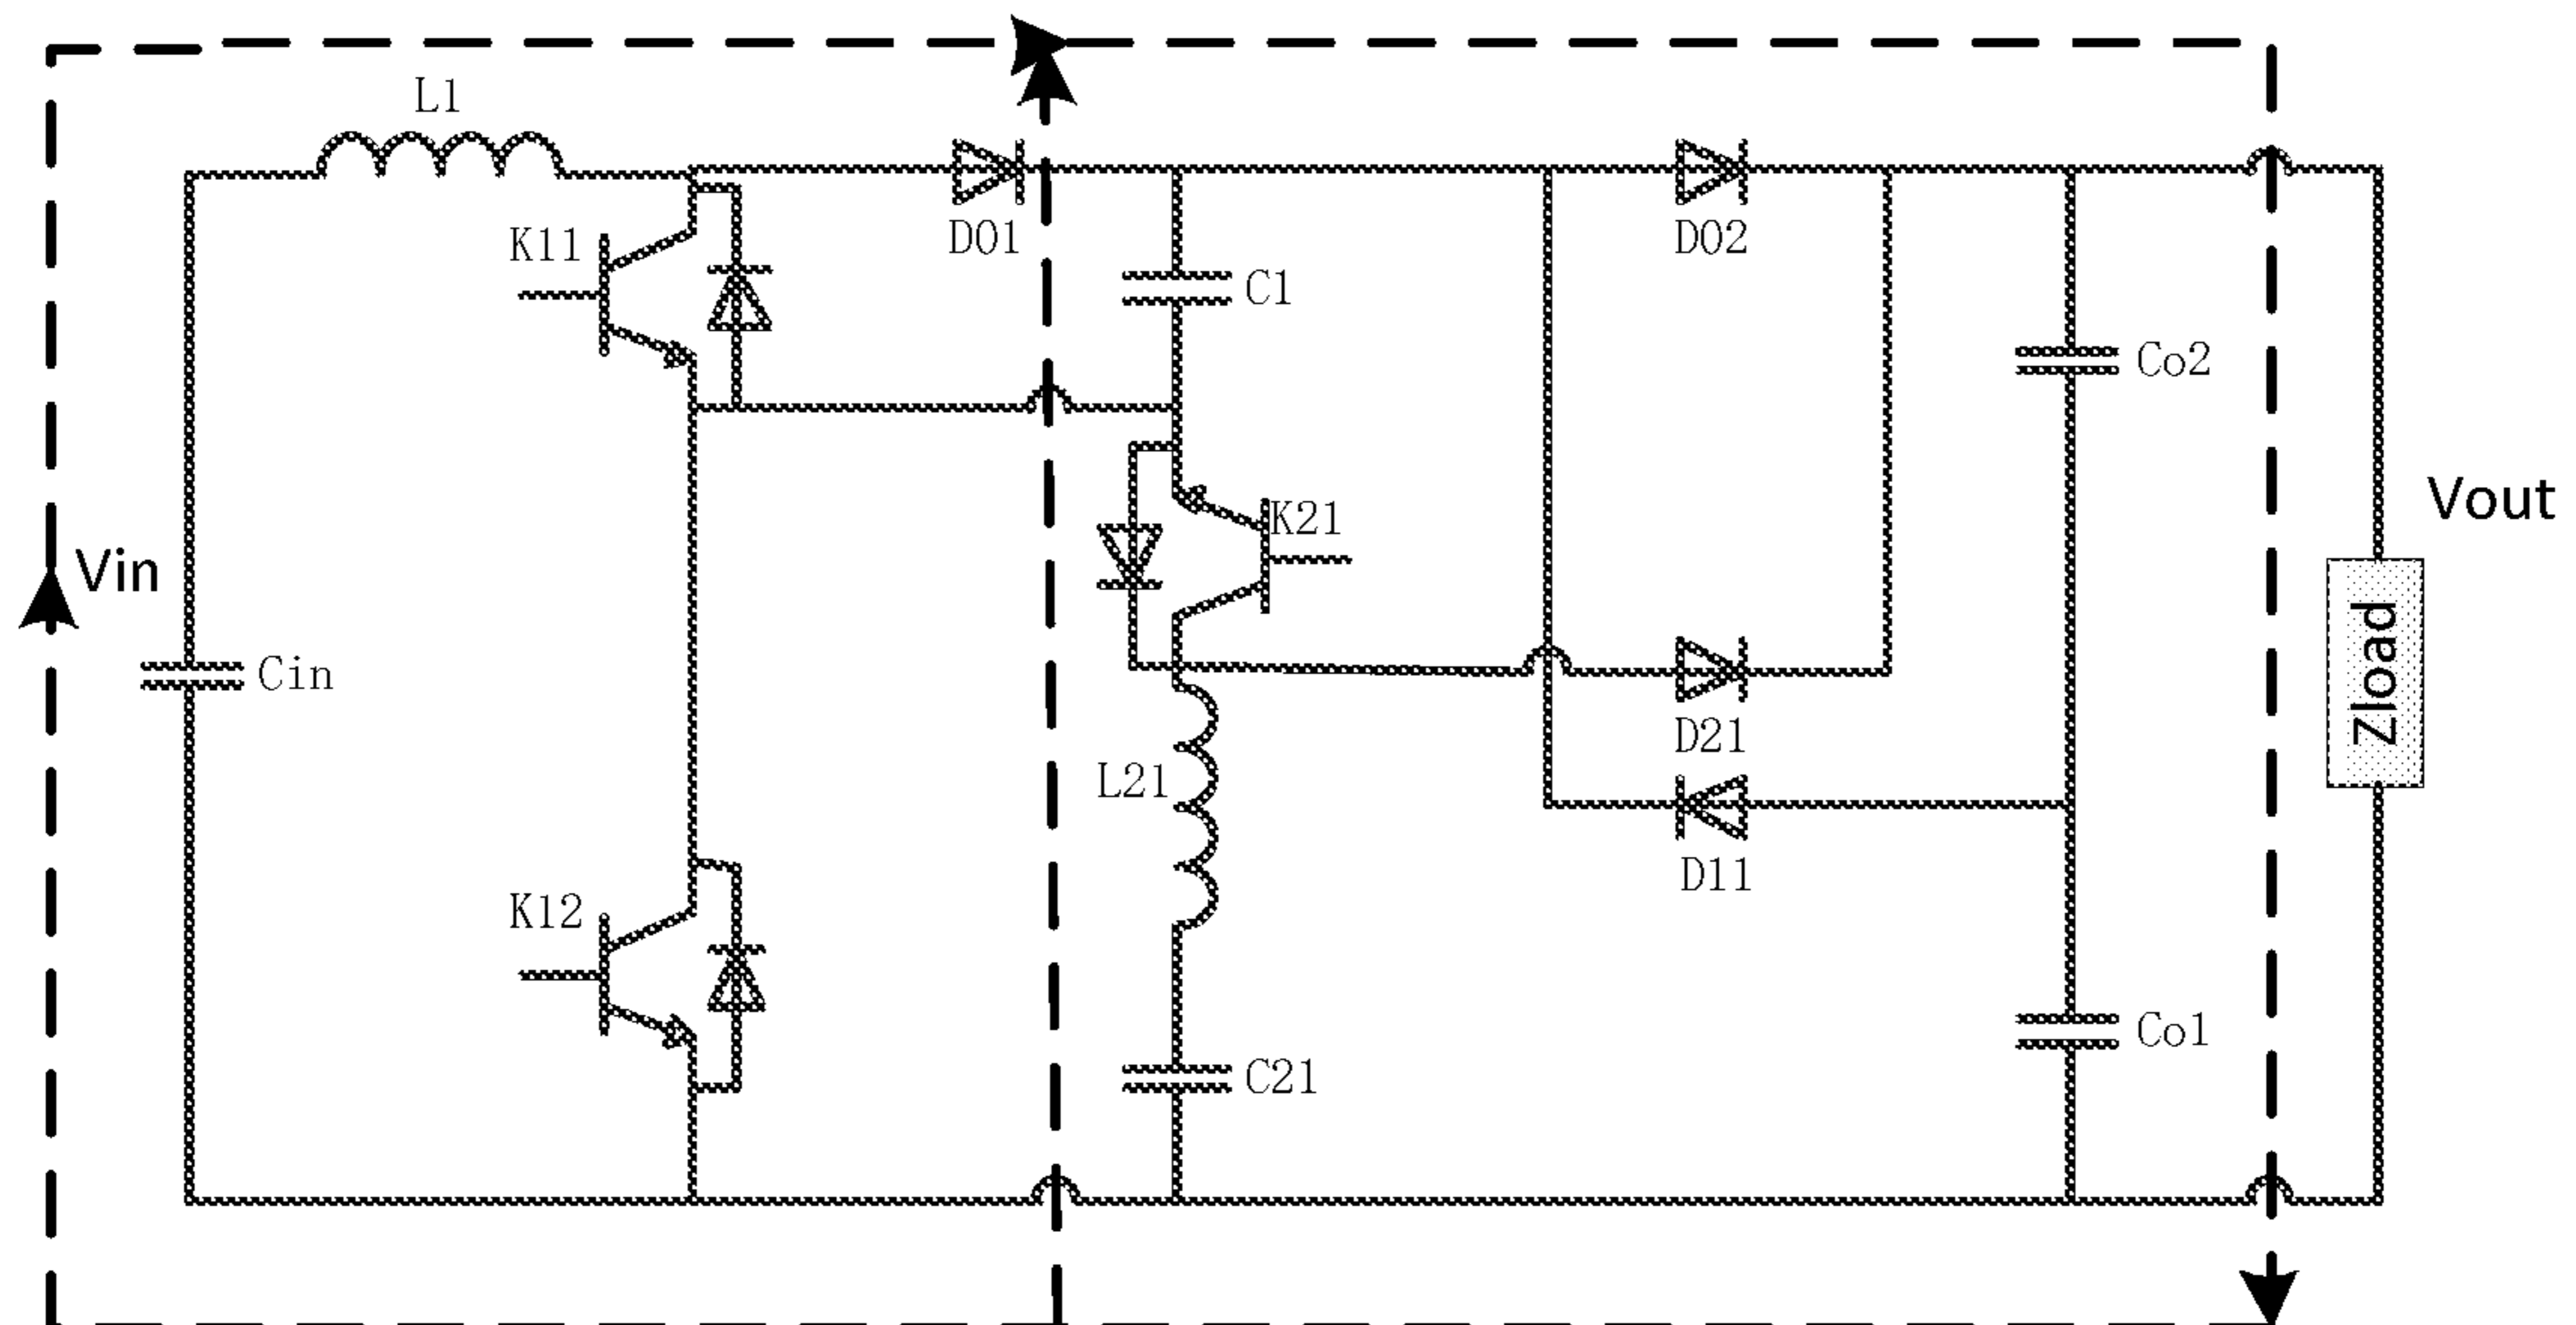 L1
K11
D01
C1
D02
Co2
K21
Vout
Vin
Cin
Zload
D21
L21
D11
K12
Co1
C21